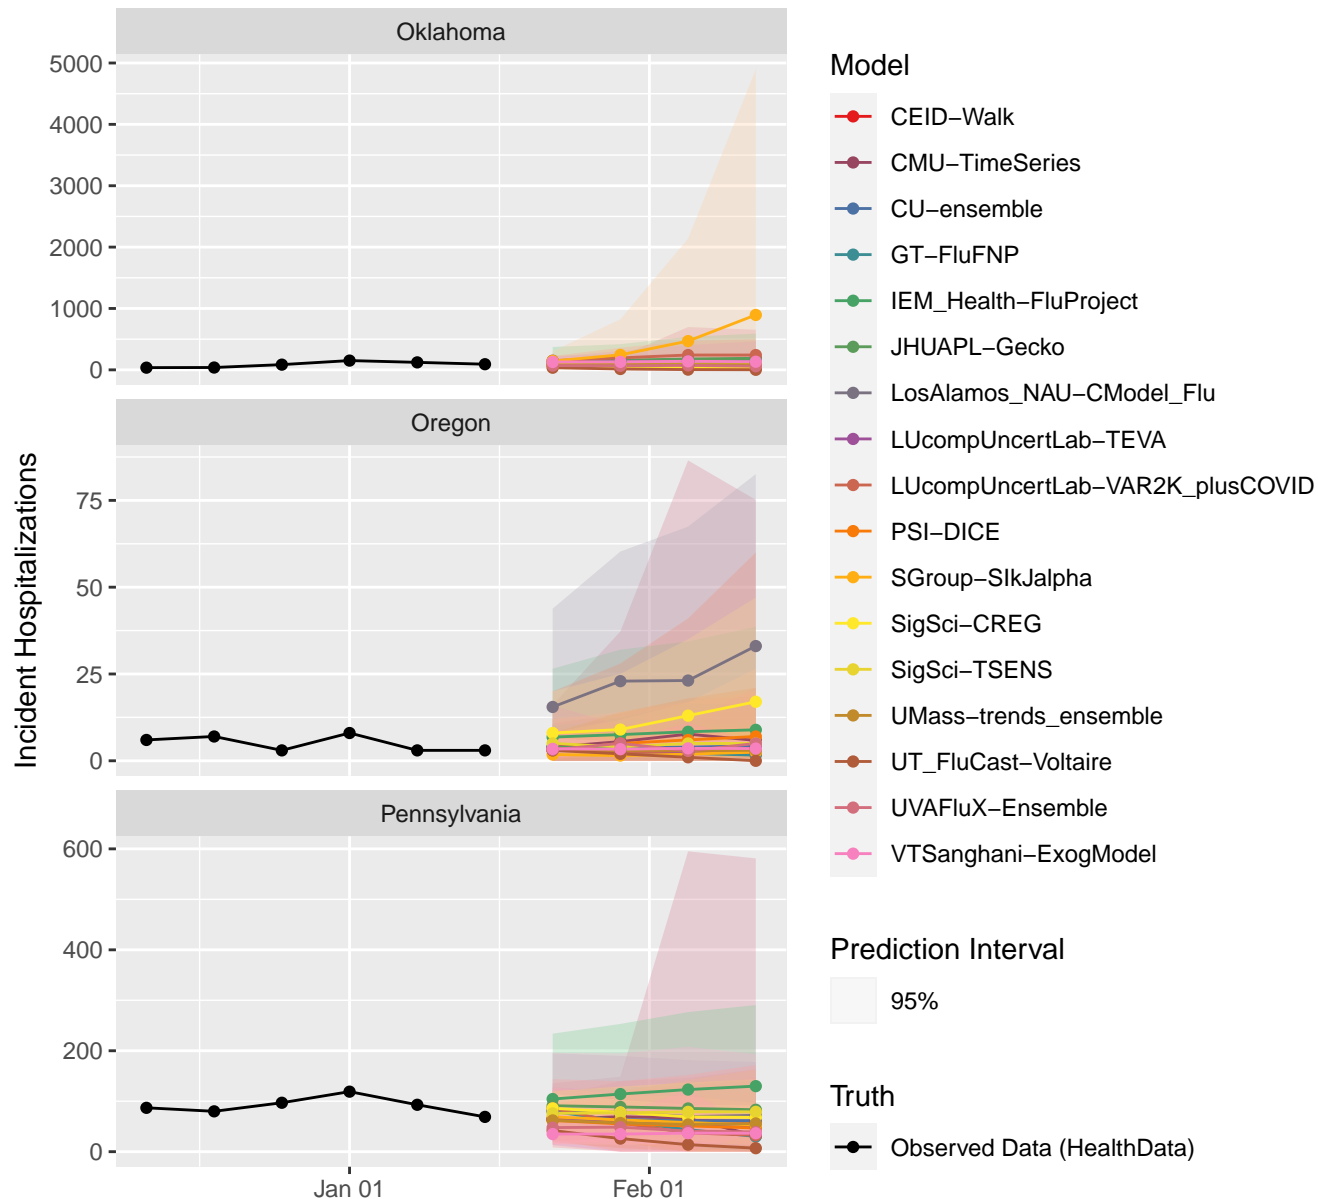 Oklahoma
5000
4000
3000
2000
1000
0
Oregon
75
50
25
0
Pennsylvania
600
400
200
0
Jan 01
Feb 01
Incident Hospitalizations
Model
CEID−Walk
CMU−TimeSeries
CU−ensemble
GT−FluFNP
IEM_Health−FluProject
JHUAPL−Gecko
LosAlamos_NAU−CModel_Flu
LUcompUncertLab−TEVA
LUcompUncertLab−VAR2K_plusCOVID
PSI−DICE
SGroup−SIkJalpha
SigSci−CREG
SigSci−TSENS
UMass−trends_ensemble
UT_FluCast−Voltaire
UVAFluX−Ensemble
VTSanghani−ExogModel
Prediction Interval
95%
Truth
Observed Data (HealthData)